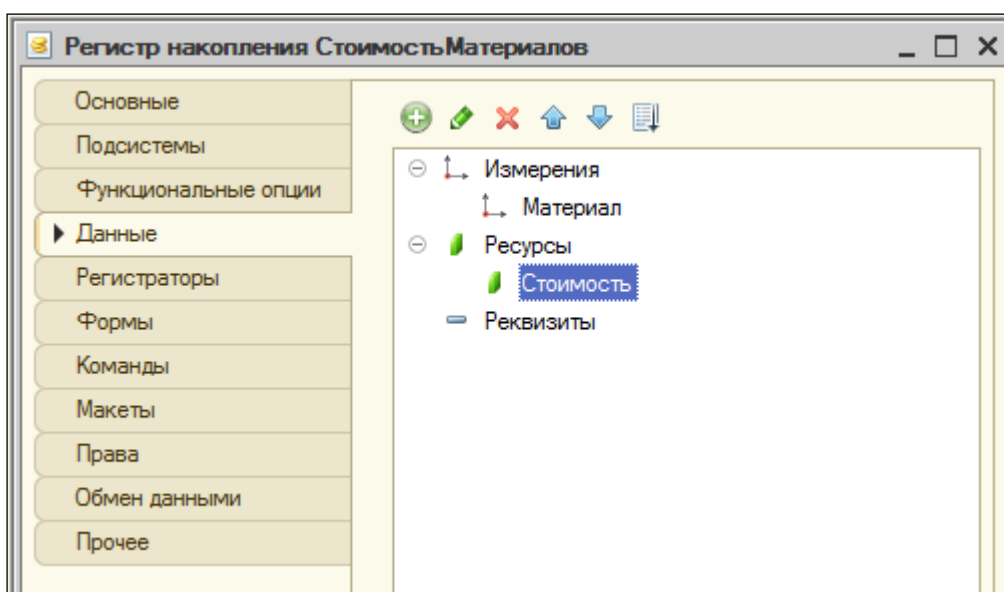 Регистр накопления СтоимостьМатериалов
Основные
Подсистемы
Функциональные опции
Данные
Регистраторы
Формы
Команды
Макеты
Права
Обмен данными
Прочее
Измерения
Материал
Ресурсы
Стоимость
Реквизиты